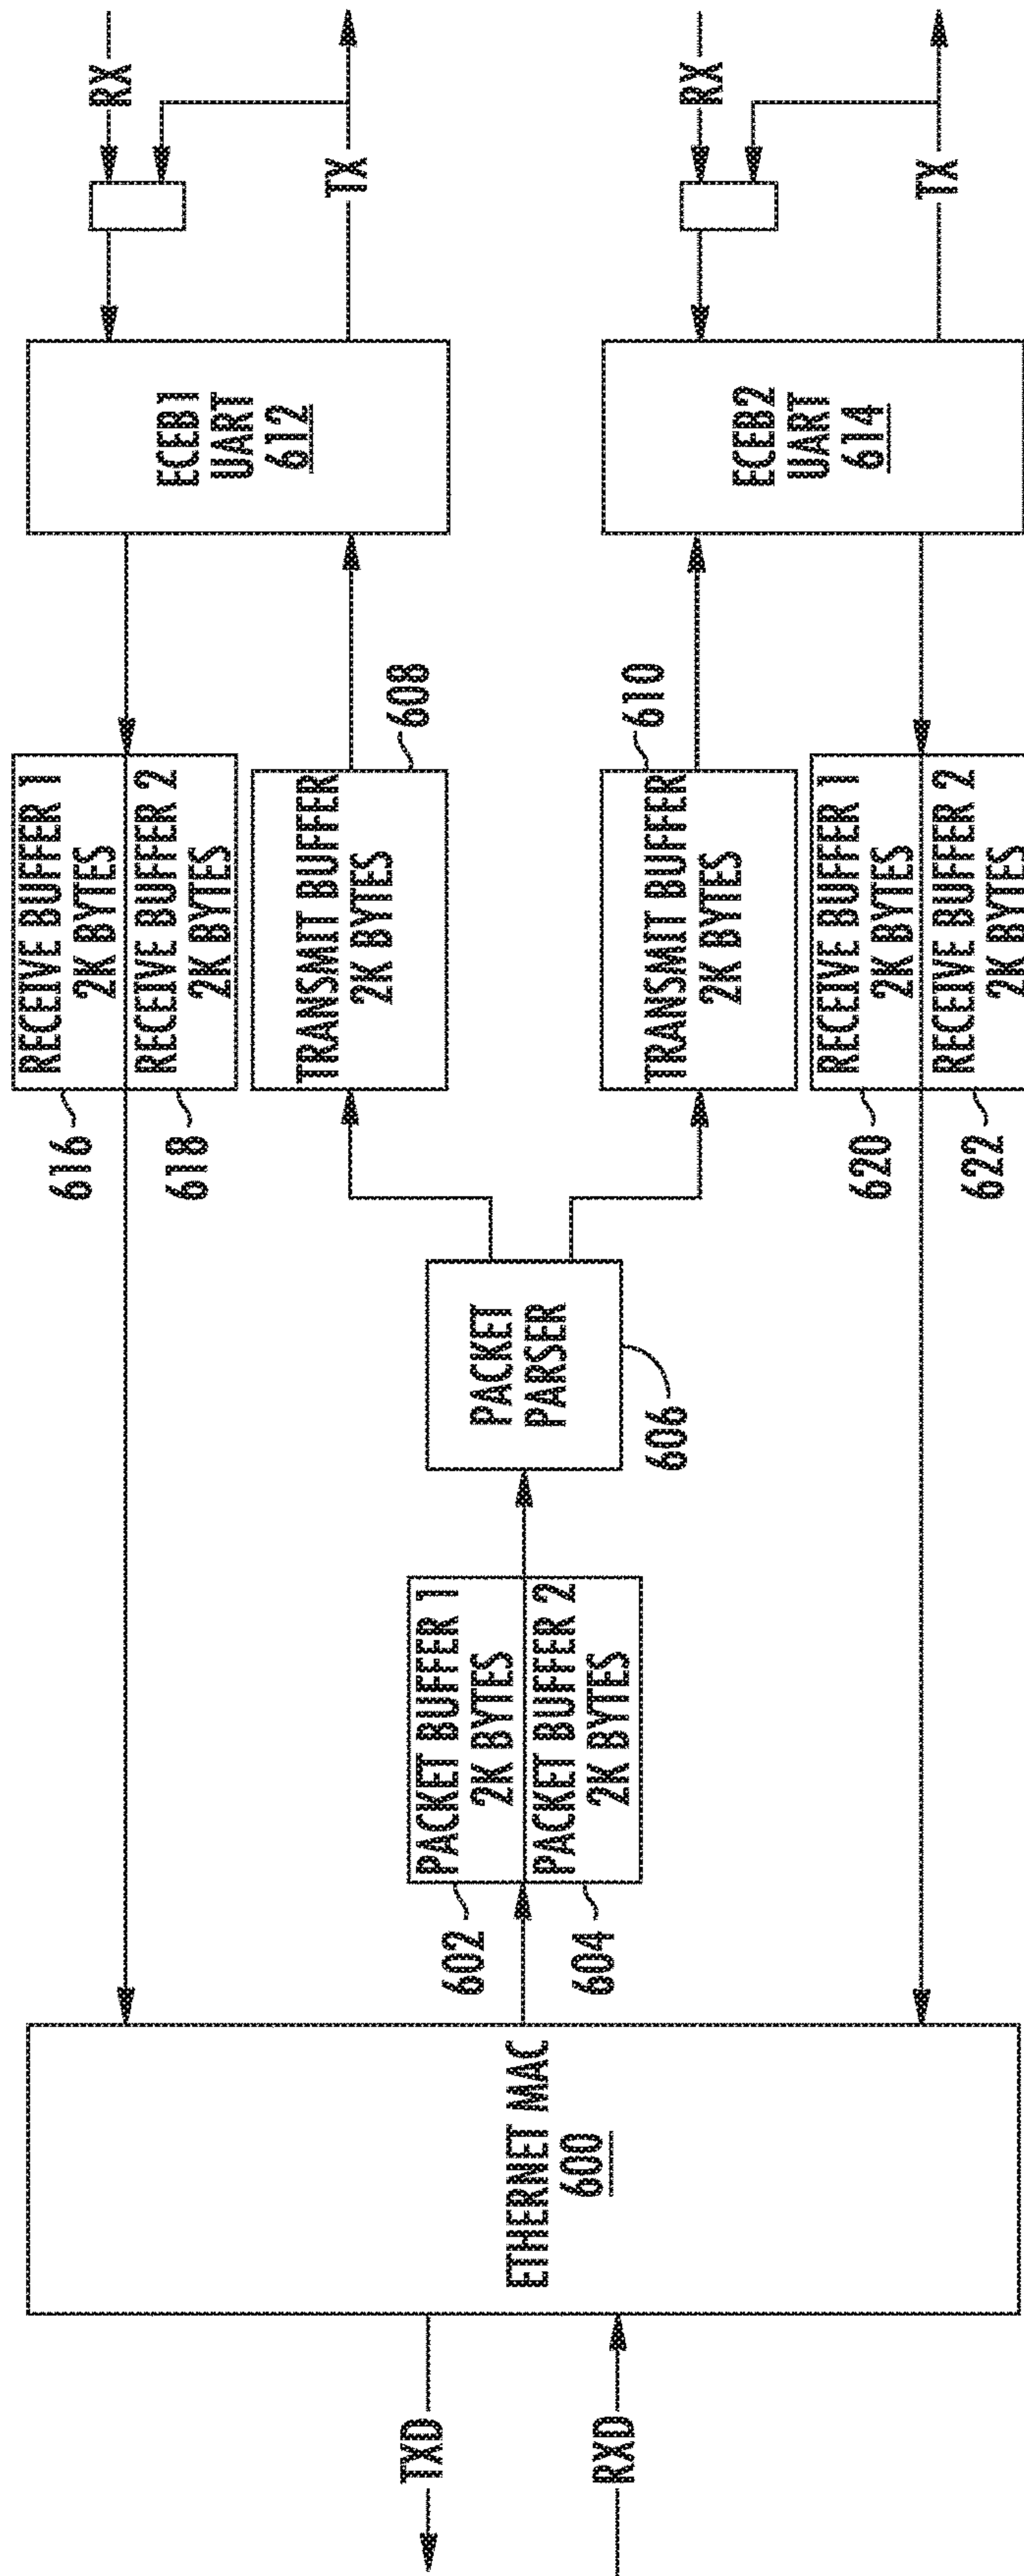 TXD
RXD
ETHERNET MAC
600
602
PACKET BUFFER 1
2K BYTES
604
PACKET BUFFER 2
2K BYTES
PACKET
PARSER
606
616
RECEIVE BUFFER 1
2K BYTES
618
RECEIVE BUFFER 2
2K BYTES
TRANSMIT BUFFER
2K BYTES
608
610
TRANSMIT BUFFER
2K BYTES
620
RECEIVE BUFFER 1
2K BYTES
622
RECEIVE BUFFER 2
2K BYTES
ECEB1
UART
612
RX
TX
ECEB2
UART
614
RX
TX